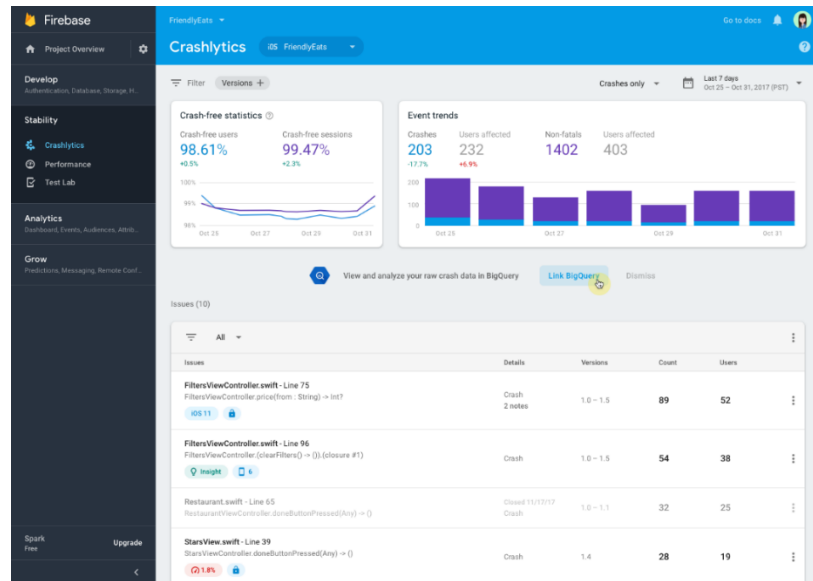 Firebase
Project Overview
Develop
Authentication, Database, Storage, H...
Stability
Crashlytics
Performance
Test Lab
Analytics
Dashboard, Events, Audiences, Attrib...
Grow
Predictions, Messaging, Remote Conf...
Spark
Free
Upgrade
FriendlyEats
Go to docs
Crashlytics
iOS FriendlyEats
Filter Versions +
Crashes only
Last 7 days
Oct 25 – Oct 31, 2017 (PST)
Crash-free statistics
Crash-free users Crash-free sessions
98.61% 99.47%
+0.5% +2.3%
100%
99%
98%
Oct 25 Oct 27 Oct 29 Oct 31
Event trends
Crashes Users affected Non-fatals Users affected
203 232 1402 403
-17.7% +6.9%
200
100
0
Oct 25 Oct 27 Oct 29 Oct 31
View and analyze your raw crash data in BigQuery Link BigQuery Dismiss
Issues (10)
All
Issues Details Versions Count Users
FiltersViewController.swift - Line 75
FiltersViewController.price(from : String) -> Int?
iOS 11
Crash
2 notes
1.0 – 1.5 89 52
FiltersViewController.swift - Line 96
FiltersViewController.(clearFilters() -> ()).(closure #1)
Insight 6
Crash 1.0 – 1.5 54 38
Restaurant.swift - Line 65
RestaurantViewController.doneButtonPressed(Any) -> ()
Closed 11/17/17
Crash
1.0 – 1.1 32 25
StarsView.swift - Line 39
StarsViewController.doneButtonPressed(Any) -> ()
1.8%
Crash 1.4 28 19